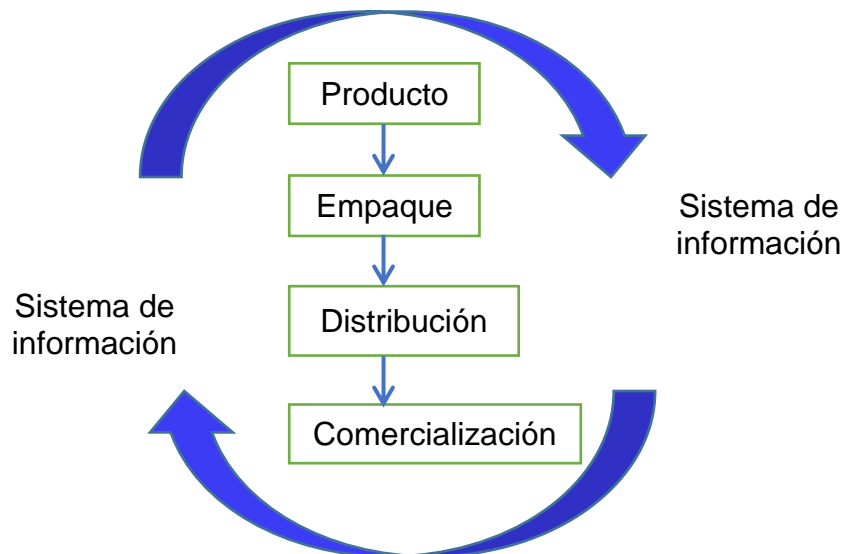 Producto
Empaque
Sistema de
información
Distribución
Sistema de
información
Comercialización